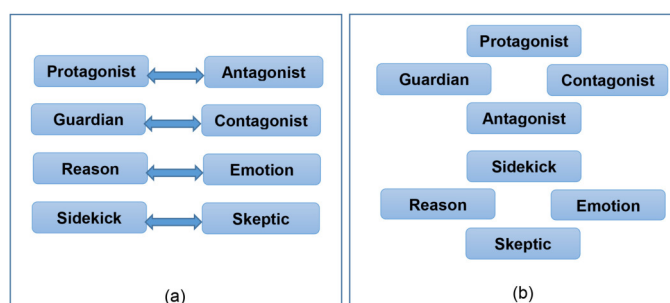 Protagonist Antagonist
Guardian Contagonist
Reason Emotion
Sidekick Skeptic
(a)
Protagonist
Guardian Contagonist
Antagonist
Sidekick
Reason Emotion
Skeptic
(b)